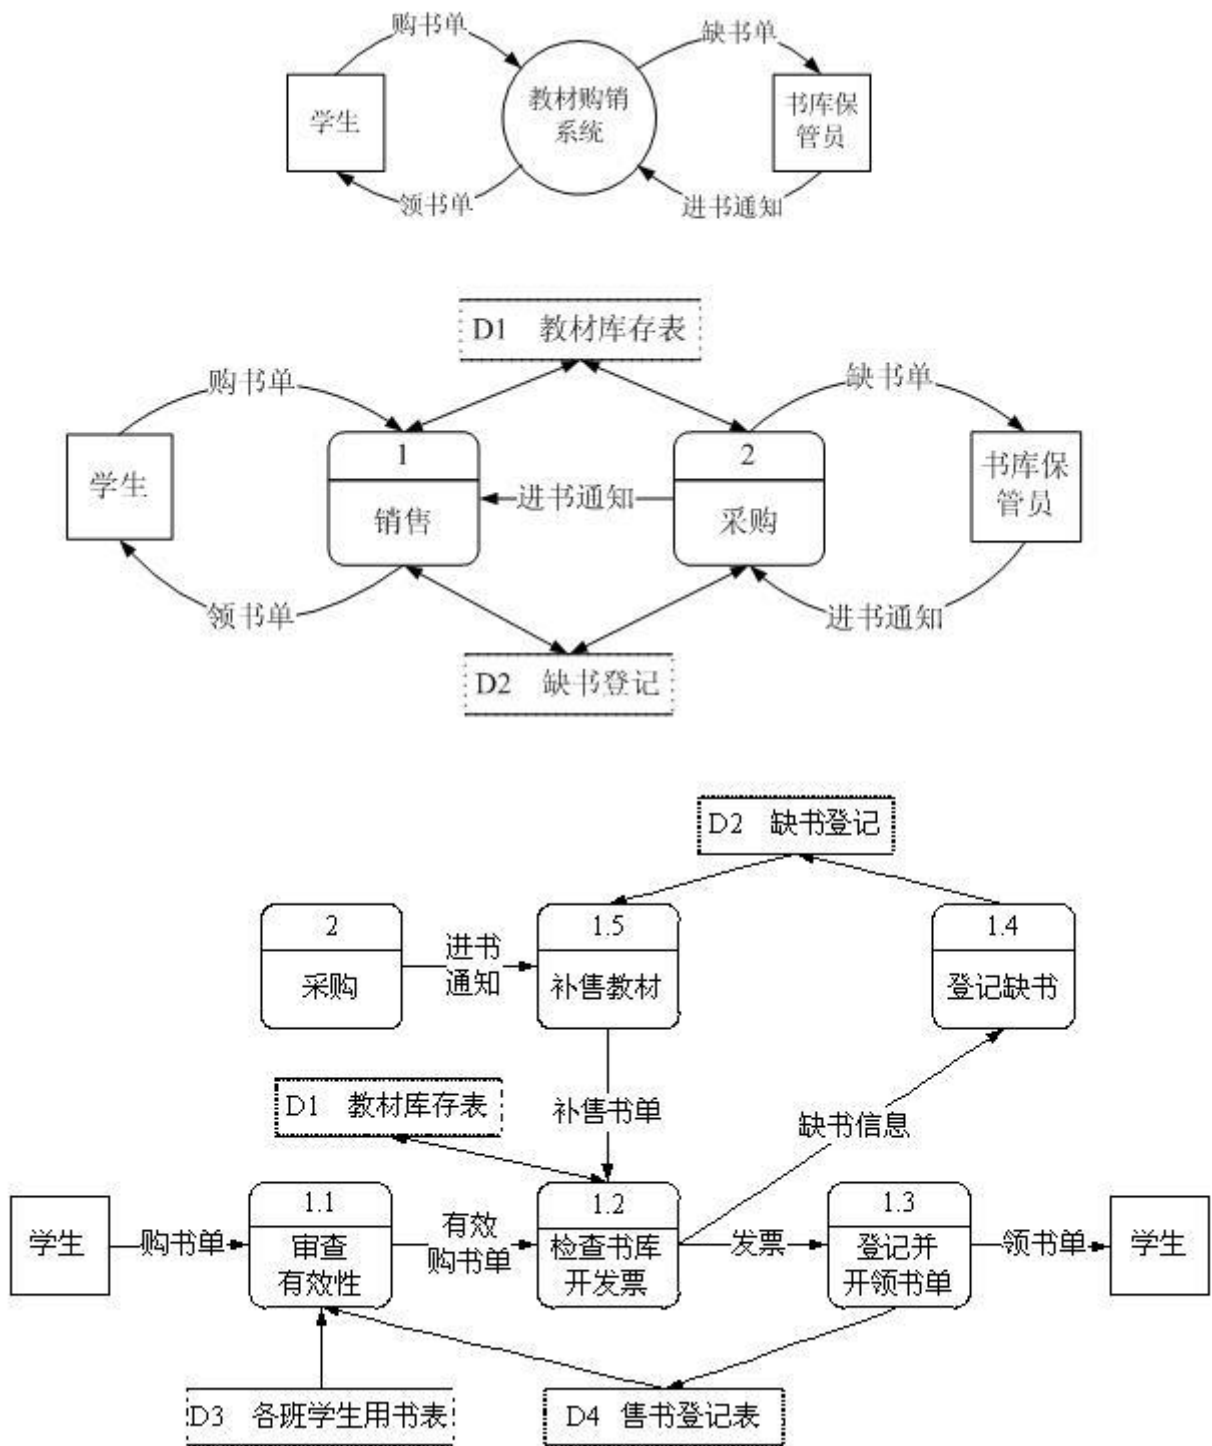 购书单
缺书单
学生
教材购销
系统
书库保
管员
领书单
进书通知
D1 教材库存表
购书单
缺书单
学生
1
销售
进书通知
2
采购
书库保
管员
领书单
进书通知
D2 缺书登记
D2 缺书登记
2
采购
进书
通知
1.5
补售教材
1.4
登记缺书
D1 教材库存表
补售书单
缺书信息
学生
购书单
1.1
审查
有效性
有效
购书单
1.2
检查书库
开发票
发票
1.3
登记并
开领书单
领书单
学生
D3 各班学生用书表
D4 售书登记表